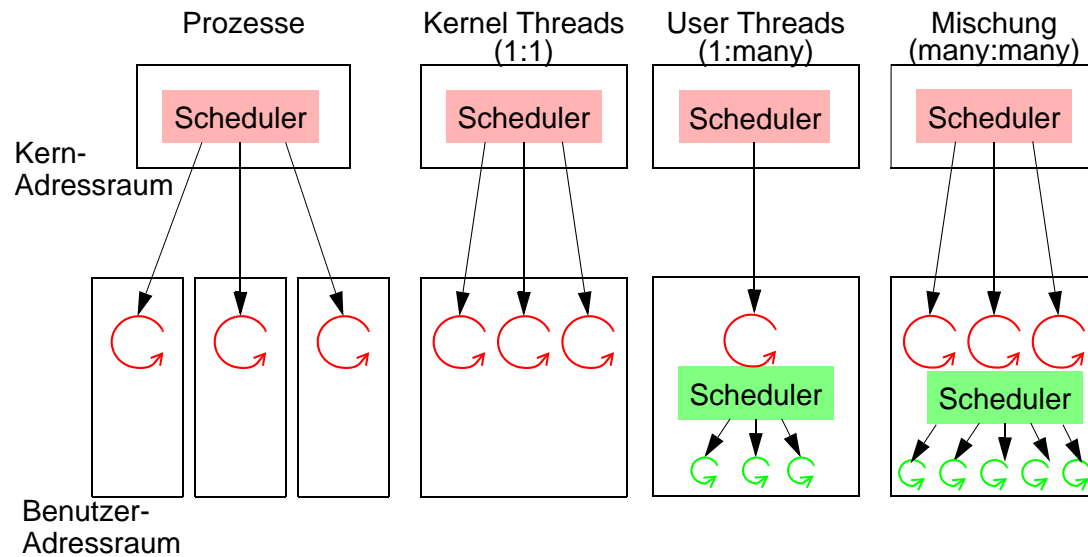 Prozesse
Kernel Threads
(1:1)
User Threads
(1:many)
Mischung
(many:many)
Scheduler
Scheduler
Scheduler
Scheduler
Kern-
Adressraum
Scheduler
Scheduler
Benutzer-
Adressraum